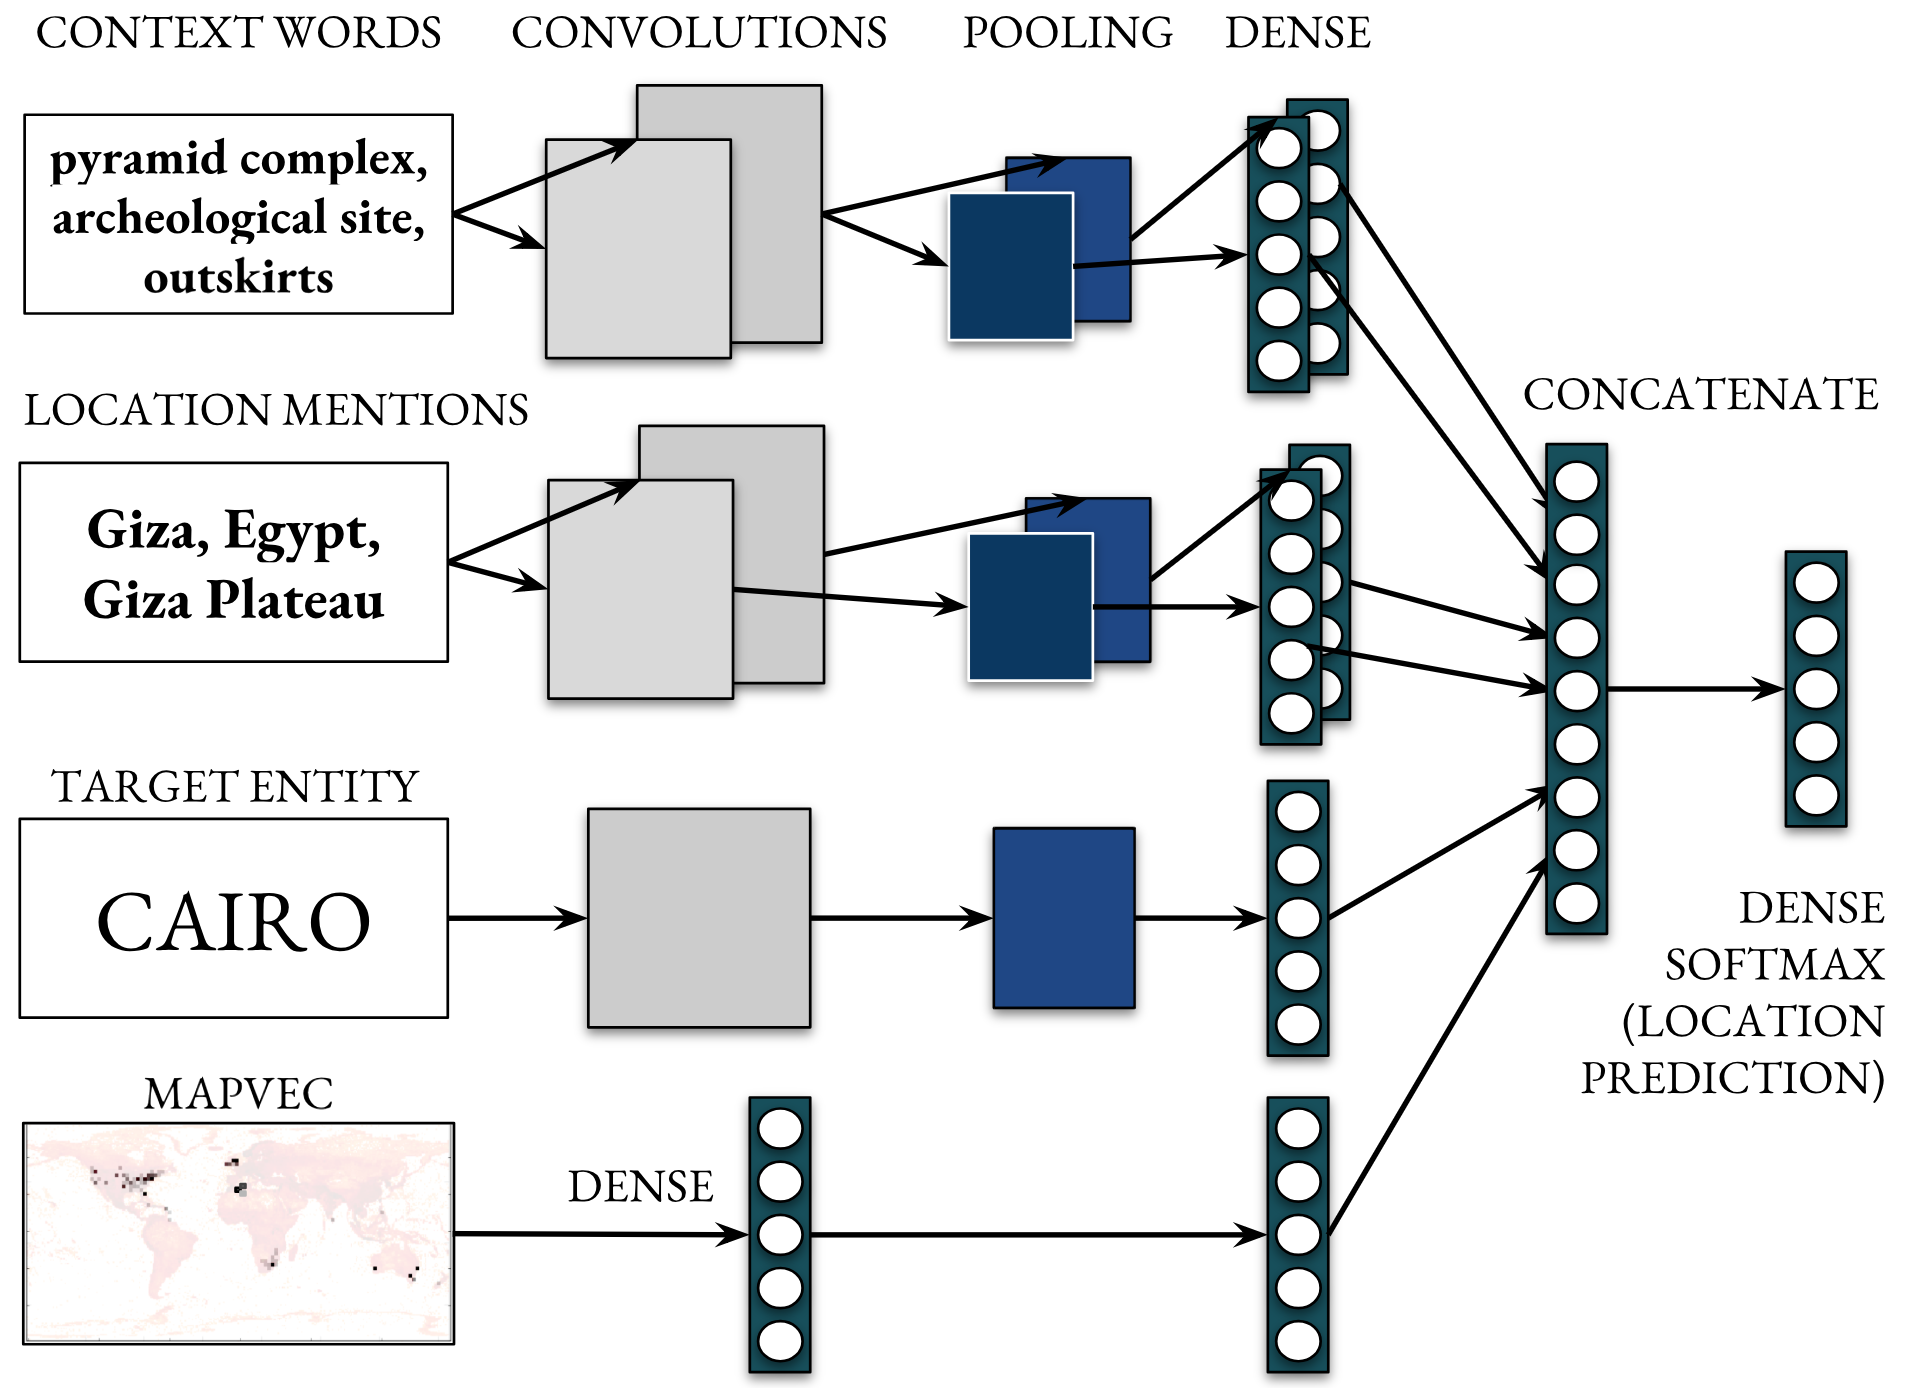 CONTEXT WORDS
CONVOLUTIONS
POOLING
DENSE
pyramid complex,
archeological site,
outskirts
LOCATION MENTIONS
CONCATENATE
Giza, Egypt,
Giza Plateau
TARGET ENTITY
CAIRO
DENSE
SOFTMAX
(LOCATION
PREDICTION)
MAPVEC
DENSE